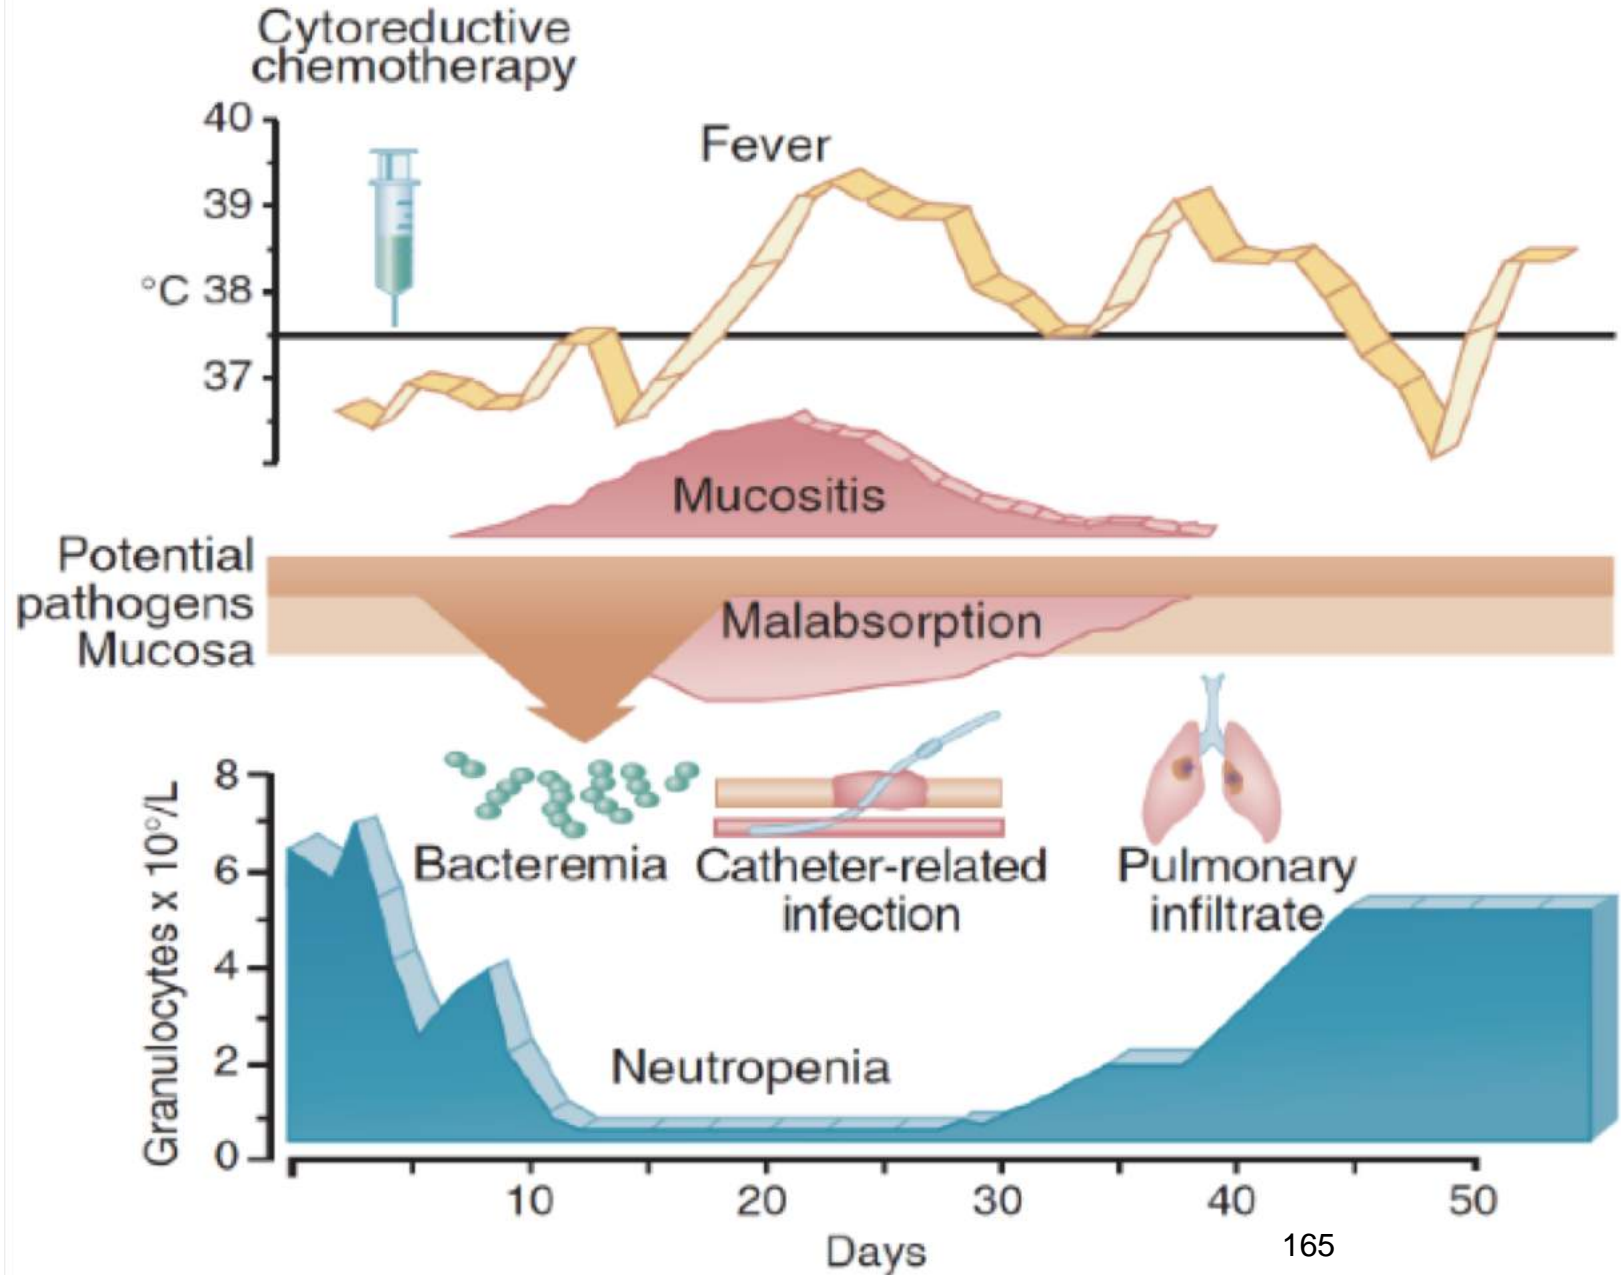 Cytoreductive
chemotherapy
40
Fever
39
°C 38
37
Mucositis
Potential
pathogens
Malabsorption
Mucosa
8
6
4
2
0
Granulocytes x 10°/L
Bacteremia
Catheter-related
infection
Pulmonary
infiltrate
Neutropenia
10 20 30 40 50
Days
165